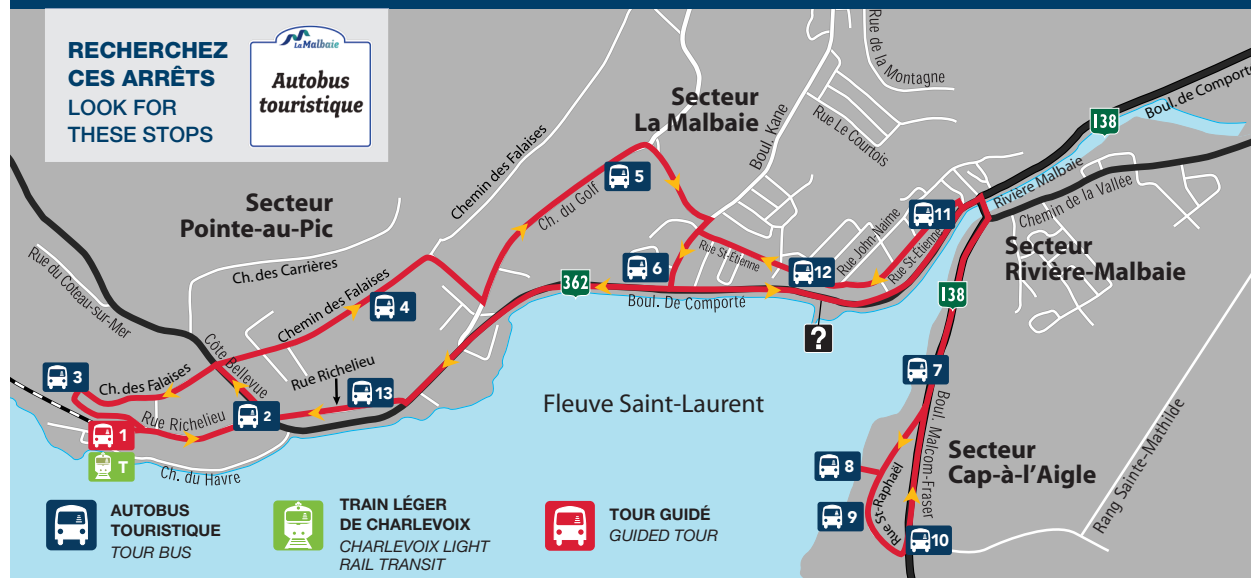 RECHERCHEZ
CES ARRÊTS
LOOK FOR
THESE STOPS
La Malbaie
Autobus
touristique
Rue de la Montagne
Secteur
La Malbaie
Boul. Kane
Rue Le Courtois
138
Boul. de Comporté
Chemin des Falaises
5
Ch. du Golf
Secteur
Pointe-au-Pic
Rue du Coteau-sur-Mer
Ch. des Carrières
Chemin des Falaises
4
Rivière Malbaie
Chemin de la Vallée
11
Rue John-Nairne
Rue St-Étienne
Rue St-Étienne
12
6
362
Boul. De Comporté
?
Secteur
Rivière-Malbaie
138
3
Ch. des Falaises
Côte Bellevue
Rue Richelieu
13
2
Rue Richelieu
1
T
Ch. du Havre
Fleuve Saint-Laurent
7
Boul. Malcom-Fraser
Secteur
Cap-à-l'Aigle
Rang Sainte-Mathilde
8
9
Rue St-Raphaël
10
AUTOBUS
TOURISTIQUE
TOUR BUS
TRAIN LÉGER
DE CHARLEVOIX
CHARLEVOIX LIGHT
RAIL TRANSIT
TOUR GUIDÉ
GUIDED TOUR